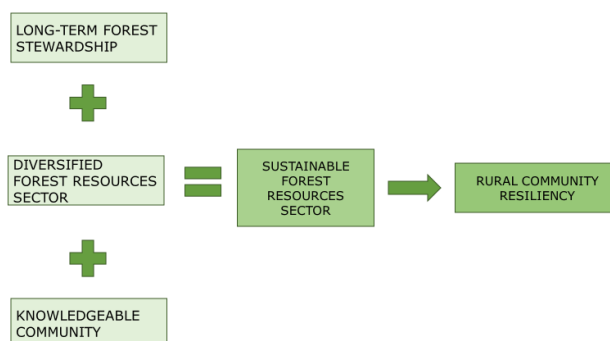 LONG-TERM FOREST
STEWARDSHIP
DIVERSIFIED
FOREST RESOURCES
SECTOR
SUSTAINABLE
FOREST
RESOURCES
SECTOR
RURAL COMMUNITY
RESILIENCY
KNOWLEDGEABLE
COMMUNITY